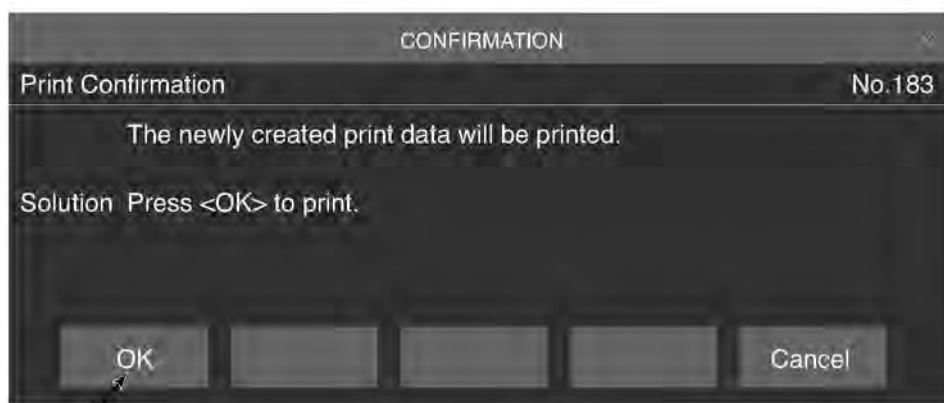 CONFIRMATION
Print Confirmation No.183
The newly created print data will be printed.
Solution Press <OK> to print.
OK Cancel